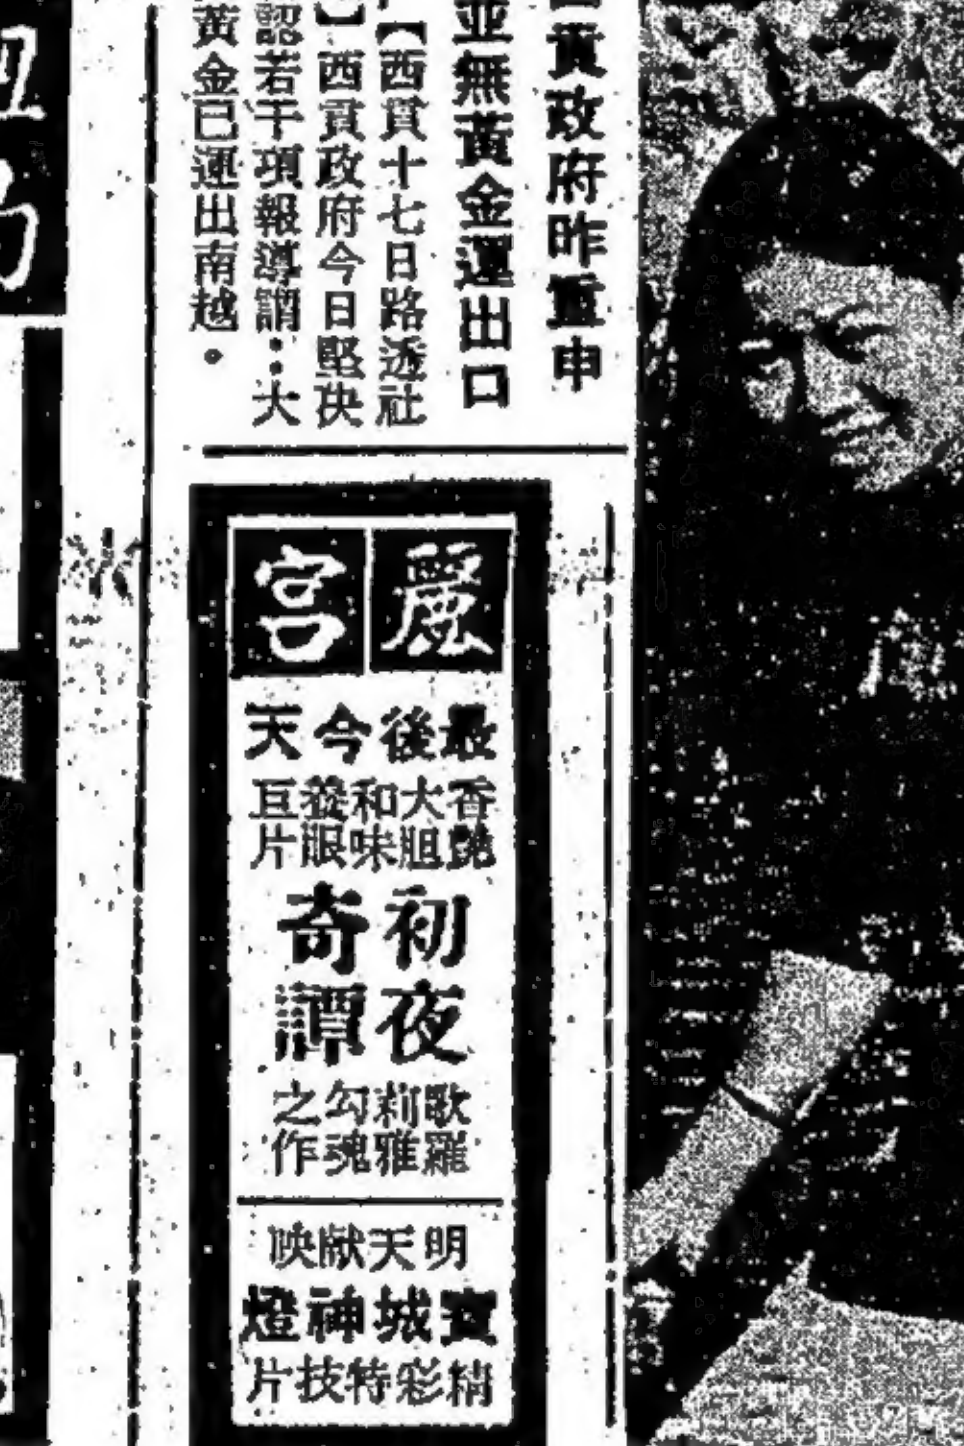 貢政府昨重申
並無黃金運出口
【西貢十七日路透社
】西貢政府今日堅決
認若干項報導謂：大
黃金已運出南越。
麗宮
最後今天
香艷
大胆
和味
養眼
巨片
初夜
奇譚
歌羅
莉雅
勾魂
之作
明天献映
寶城神燈
精彩特技片